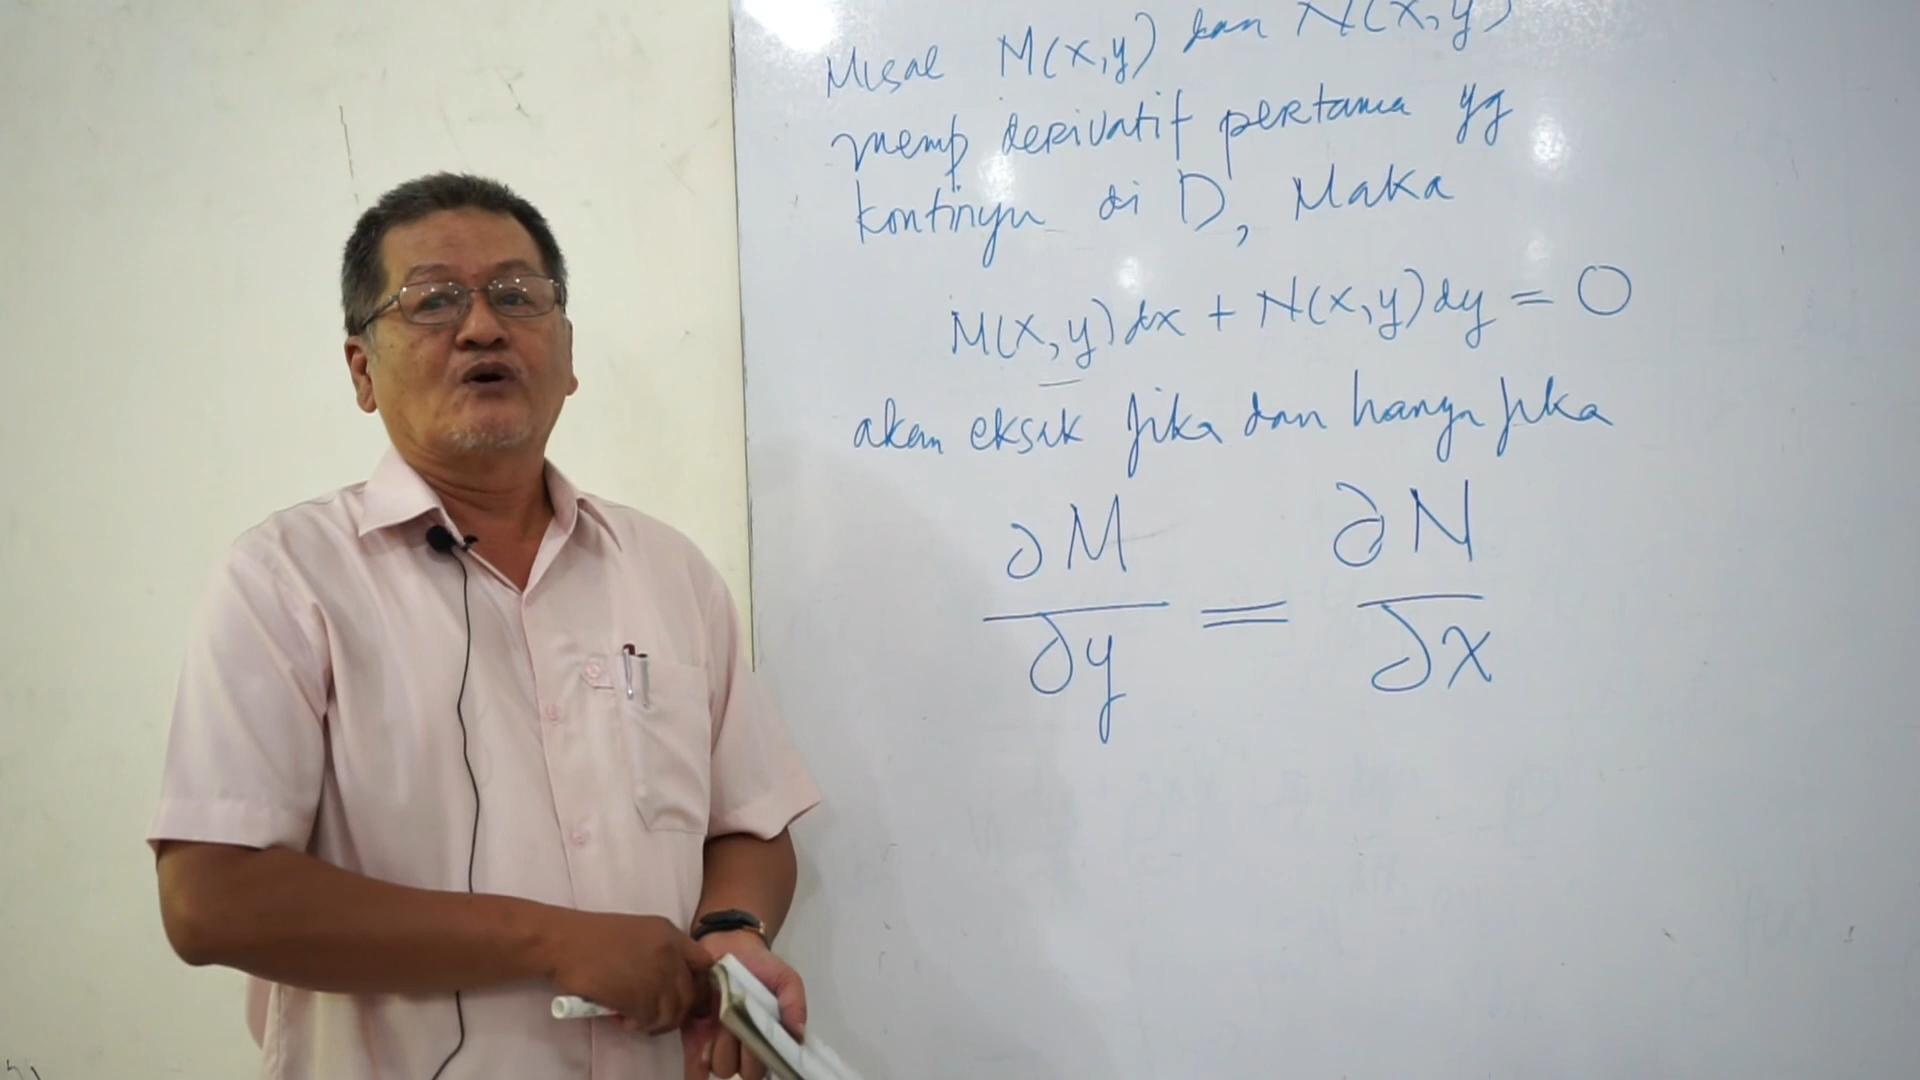 Misal M(x,y) dan N(x,y)
memp derivatif pertama yg
kontinyu di D, Maka
M(x,y)dx + N(x,y)dy = 0
akan eksak jika dan hanya jika
∂M/∂y = ∂N/∂x